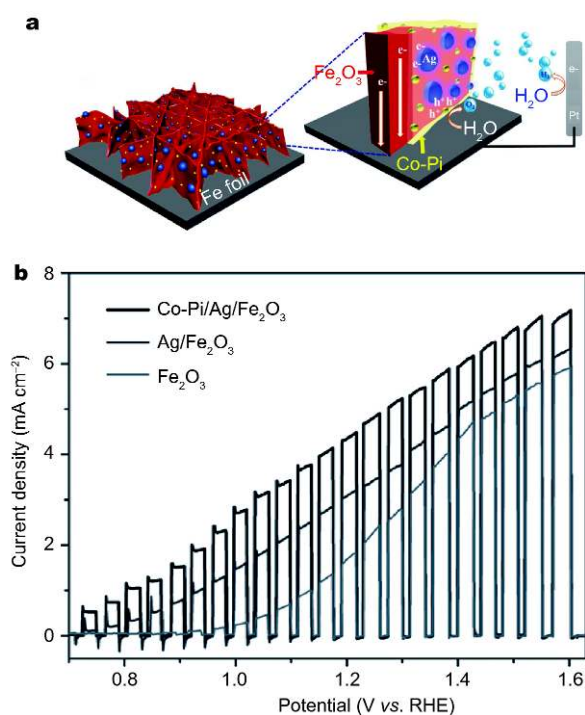 a
Fe₂O₃
e-
e-
e-
e-
Ag
h⁺
h⁺ h⁺
h⁺
H₂O
Co-Pi
H₂O
e-
Pt
Fe foil
b
Co-Pi/Ag/Fe₂O₃
Ag/Fe₂O₃
Fe₂O₃
Current density (mA cm⁻²)
8
6
4
2
0
0.8 1.0 1.2 1.4 1.6
Potential (V vs. RHE)